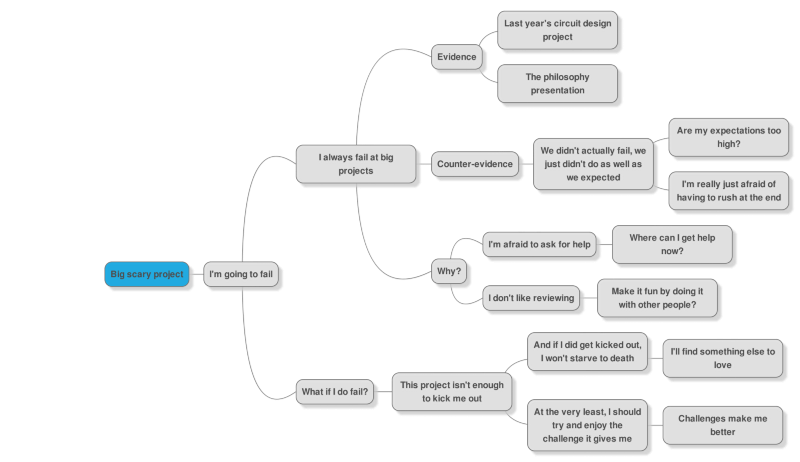 Big scary project
I'm going to fail
I always fail at big
projects
Evidence
Last year's circuit design
project
The philosophy
presentation
Counter-evidence
We didn't actually fail, we
just didn't do as well as
we expected
Are my expectations too
high?
I'm really just afraid of
having to rush at the end
Why?
I'm afraid to ask for help
Where can I get help
now?
I don't like reviewing
Make it fun by doing it
with other people?
What if I do fail?
This project isn't enough
to kick me out
And if I did get kicked out,
I won't starve to death
I'll find something else to
love
At the very least, I should
try and enjoy the
challenge it gives me
Challenges make me
better